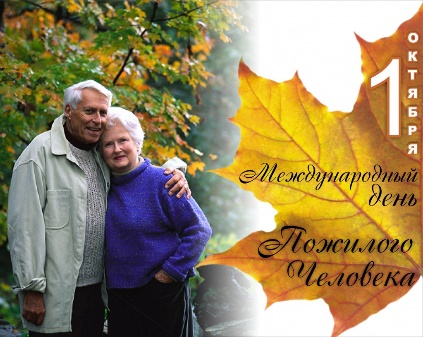 1
ОКТЯБРЯ
Международный
день
Пожилого
Человека